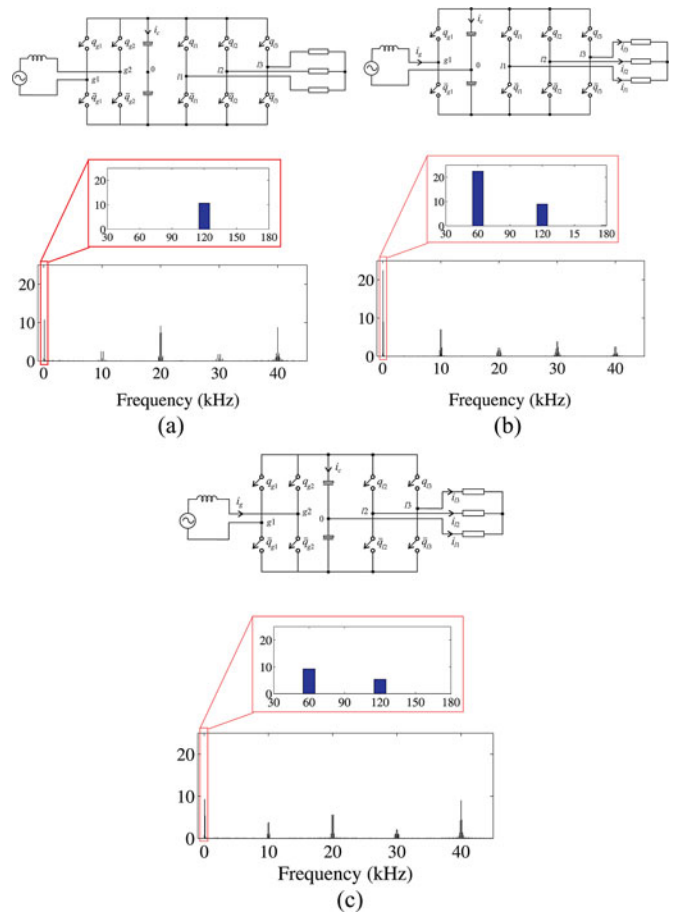 q_g1 q_g2 i_c q_l1 q_l2 q_l3
g2 0 l1 l2 l3
g1
q̄_g1 q̄_g2 q̄_l1 q̄_l2 q̄_l3
20
10
0
30 60 90 120 150 180
20
10
0
0 10 20 30 40
Frequency (kHz)
(a)
q_g1 i_c q_l1 q_l2 q_l3
i_g g1 0 l1 l2 l3
i_l3
i_l2
i_l1
q̄_g1 q̄_l1 q̄_l2 q̄_l3
20
10
0
30 60 90 120 15 180
20
10
0
0 10 20 30 40
Frequency (kHz)
(b)
q_g1 q_g2 i_c q_l2 q_l3
i_g g2 0 l2 l3
g1
i_l3
i_l2
i_l1
q̄_g1 q̄_g2 q̄_l2 q̄_l3
20
10
0
30 60 90 120 150 180
20
10
0
0 10 20 30 40
Frequency (kHz)
(c)